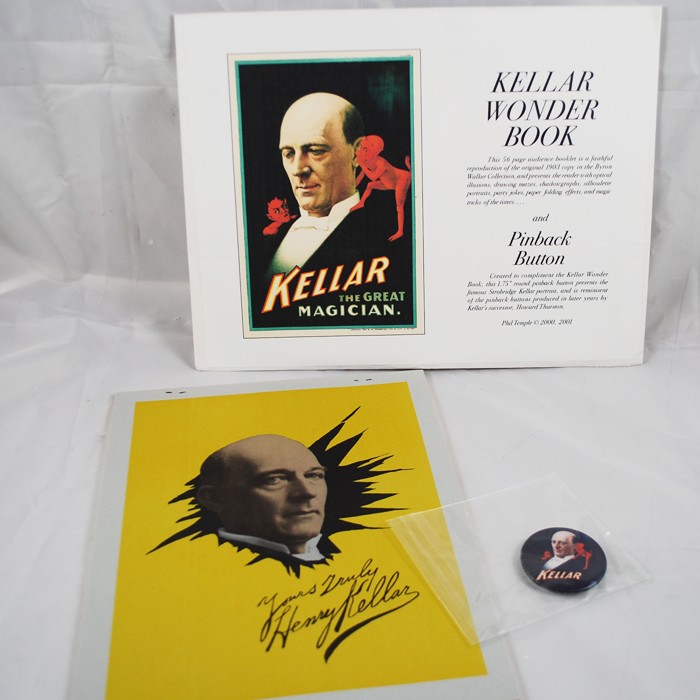 KELLAR
THE GREAT
MAGICIAN.
KELLAR
WONDER
BOOK
This 56 page audience booklet is a faithful
reproduction of the original 1903 copy in the Byron
Walker Collection, and presents the reader with optical
illusions, drawing mazes, shadowgraphs, silhouette
portraits, party jokes, paper folding effects, and magic
tricks of the times. . . .
and
Pinback
Button
Created to compliment the Kellar Wonder
Book, this 1.75" round pinback button presents the
famous Strobridge Kellar portrait, and is reminiscent
of the pinback buttons produced in later years by
Kellar's successor, Howard Thurston.
Phil Temple © 2000, 2001
Yours Truly
Henry Kellar
KELLAR